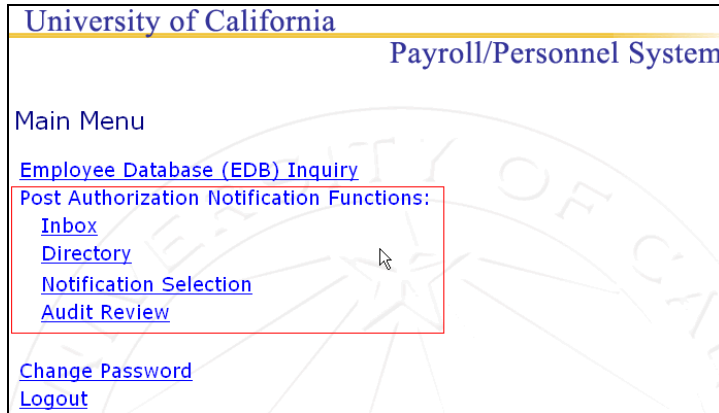 University of California
Payroll/Personnel System
Main Menu
Employee Database (EDB) Inquiry
Post Authorization Notification Functions:
Inbox
Directory
Notification Selection
Audit Review
Change Password
Logout